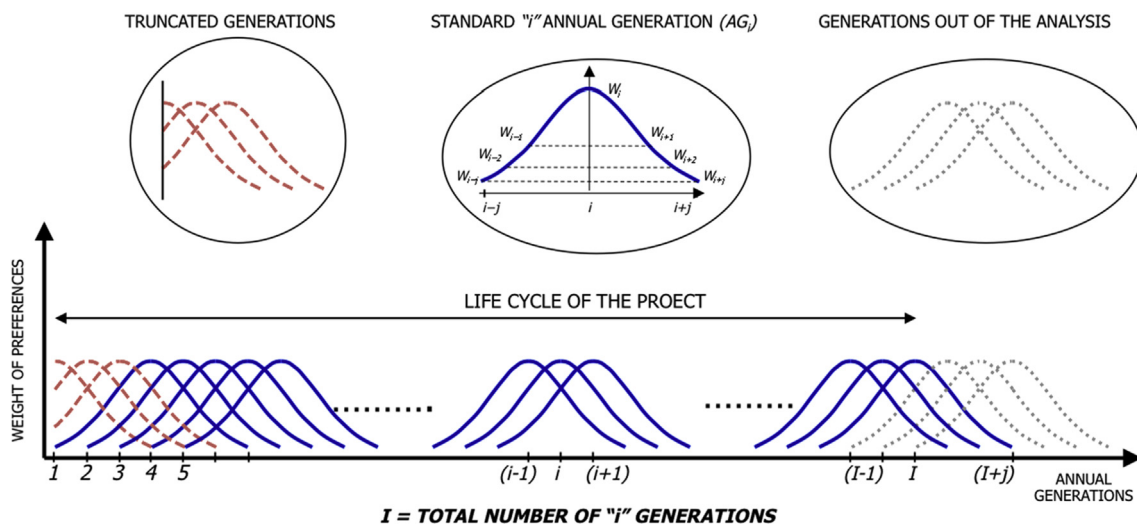 TRUNCATED GENERATIONS
STANDARD "i" ANNUAL GENERATION (AGi)
GENERATIONS OUT OF THE ANALYSIS
Wi
Wi-1
Wi+1
Wi-2
Wi+2
Wi-j
Wi+j
i-j
i
i+j
LIFE CYCLE OF THE PROECT
WEIGHT OF PREFERENCES
1
2
3
4
5
(i-1)
i
(i+1)
(I-1)
I
(I+j)
ANNUAL
GENERATIONS
I = TOTAL NUMBER OF "i" GENERATIONS